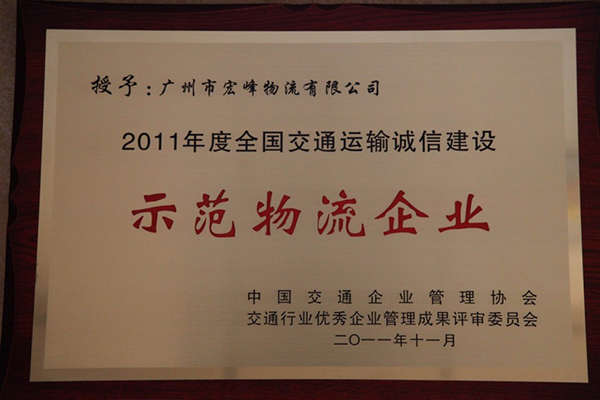 授予：广州市宏峰物流有限公司
2011年度全国交通运输诚信建设
示范物流企业
中国交通企业管理协会
交通行业优秀企业管理成果评审委员会
二〇一一年十一月